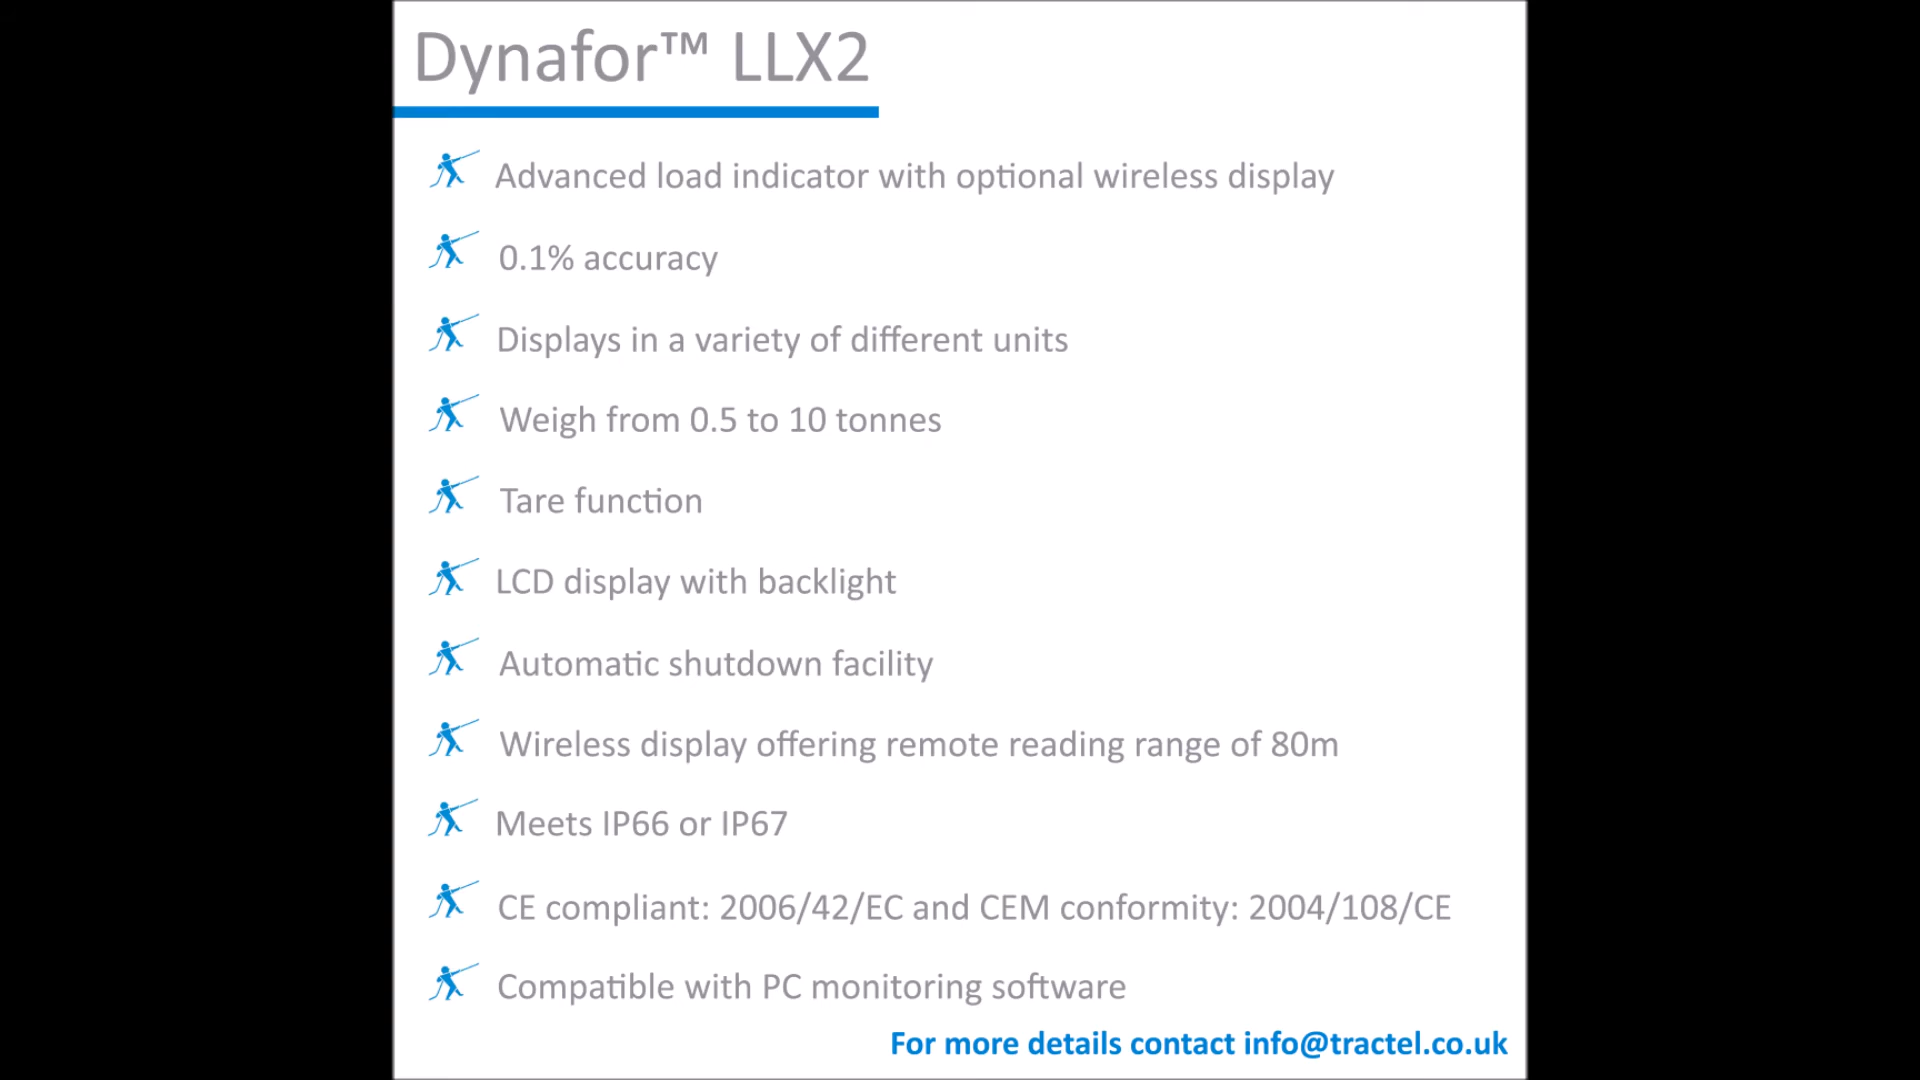 Dynafor™ LLX2
Advanced load indicator with optional wireless display
0.1% accuracy
Displays in a variety of different units
Weigh from 0.5 to 10 tonnes
Tare function
LCD display with backlight
Automatic shutdown facility
Wireless display offering remote reading range of 80m
Meets IP66 or IP67
CE compliant: 2006/42/EC and CEM conformity: 2004/108/CE
Compatible with PC monitoring software
For more details contact info@tractel.co.uk